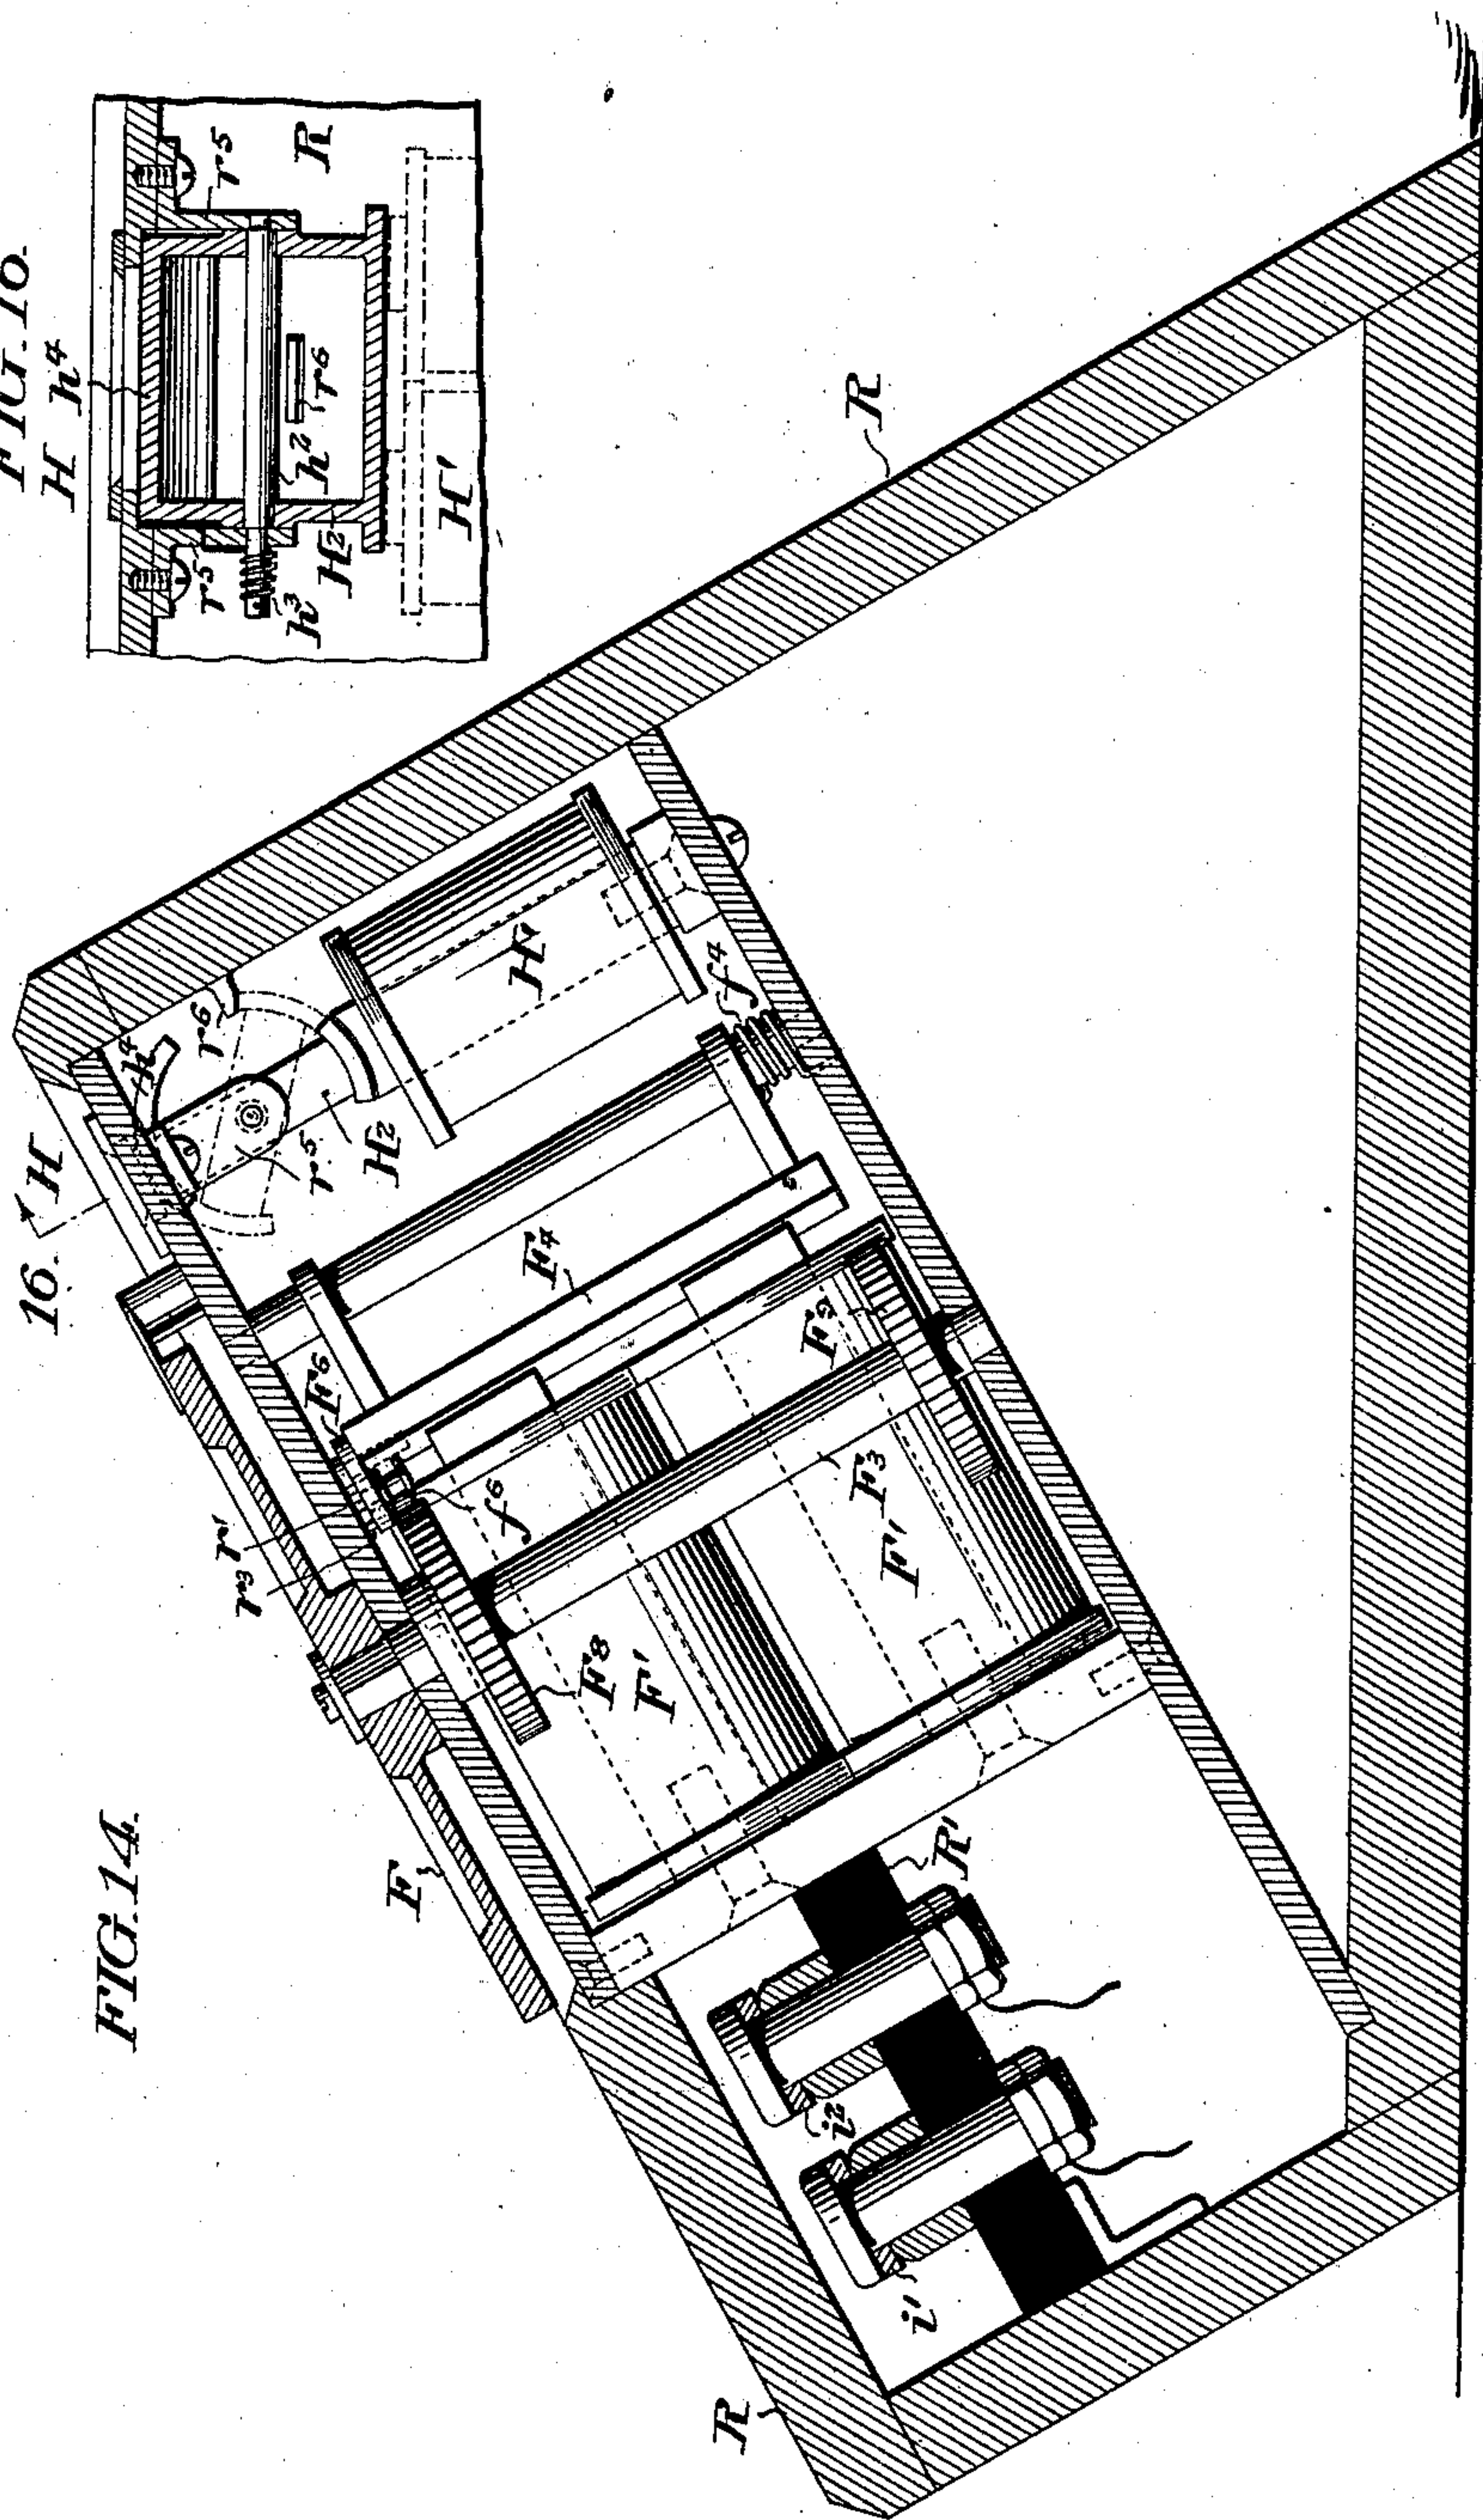 FIG. 14.
16.
H
FIG. 16.
H h⁴
r⁵
R
r⁵
h³
H²
h²
r⁶
H'
R
h⁴
r⁶
r⁵
H²
H'
f⁴
F⁴
F⁶
r'
r³
f⁶
F⁹
F³
F'
F⁸
F'
F
R'
i²
i'
R